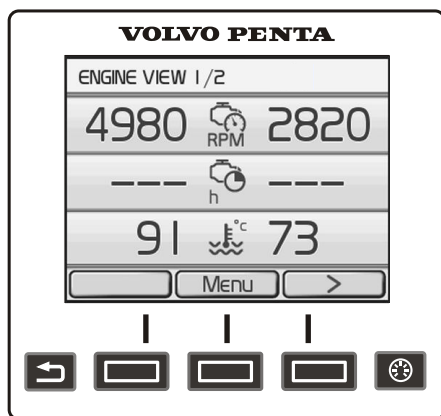 VOLVO PENTA
ENGINE VIEW 1/2
4980 RPM 2820
--- h ---
91 °c 73
Menu >